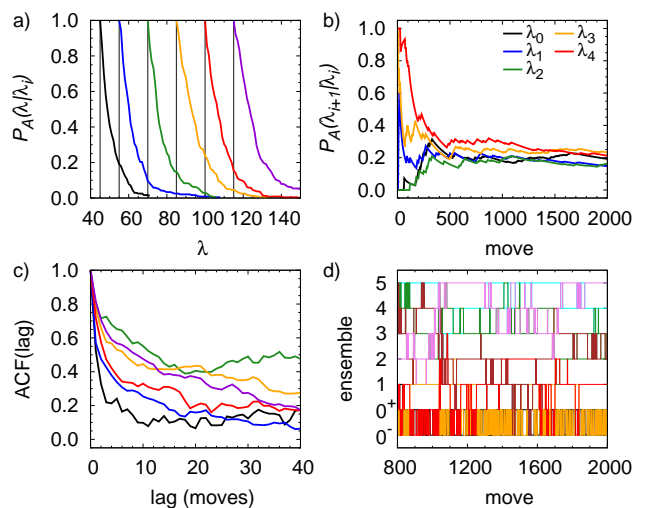 a)
P_A(λ|λ_i)
1.0
0.8
0.6
0.4
0.2
0.0
40 60 80 100 120 140
λ
b)
P_A(λ_{i+1}|λ_i)
1.0
0.8
0.6
0.4
0.2
0.0
λ_0 λ_3
λ_1 λ_4
λ_2
0 500 1000 1500 2000
move
c)
ACF(lag)
1.0
0.8
0.6
0.4
0.2
0.0
0 10 20 30 40
lag (moves)
d)
ensemble
5
4
3
2
1
0⁺
0⁻
800 1200 1600 2000
move